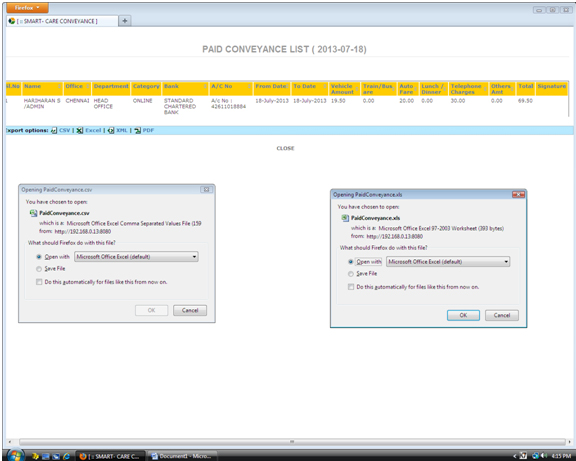 Firefox
[ :: SMART- CARE CONVEYANCE ]
PAID CONVEYANCE LIST ( 2013-07-18)
Sl.No Name Office Department Category Bank A/C No From Date To Date Vehicle Amount Train/Bus are Auto Fare Lunch / Dinner Telephone Charges Others Amt Total Signature
HARIHARAN S /ADMIN CHENNAI HEAD OFFICE ONLINE STANDARD CHARTERED BANK A/c No : 42611018884 18-July-2013 18-July-2013 19.50 0.00 20.00 0.00 30.00 0.00 69.50
Export options: CSV | Excel | XML | PDF
CLOSE
Opening PaidConveyance.csv
You have chosen to open:
PaidConveyance.csv
which is a: Microsoft Office Excel Comma Separated Values File (159
from: http://192.168.0.13:8080
What should Firefox do with this file?
Open with Microsoft Office Excel (default)
Save File
Do this automatically for files like this from now on.
OK Cancel
Opening PaidConveyance.xls
You have chosen to open:
PaidConveyance.xls
which is a: Microsoft Office Excel 97-2003 Worksheet (393 bytes)
from: http://192.168.0.13:8080
What should Firefox do with this file?
Open with Microsoft Office Excel (default)
Save File
Do this automatically for files like this from now on.
OK Cancel
[ :: SMART- CARE C... Document1 - Micro... 4:15 PM